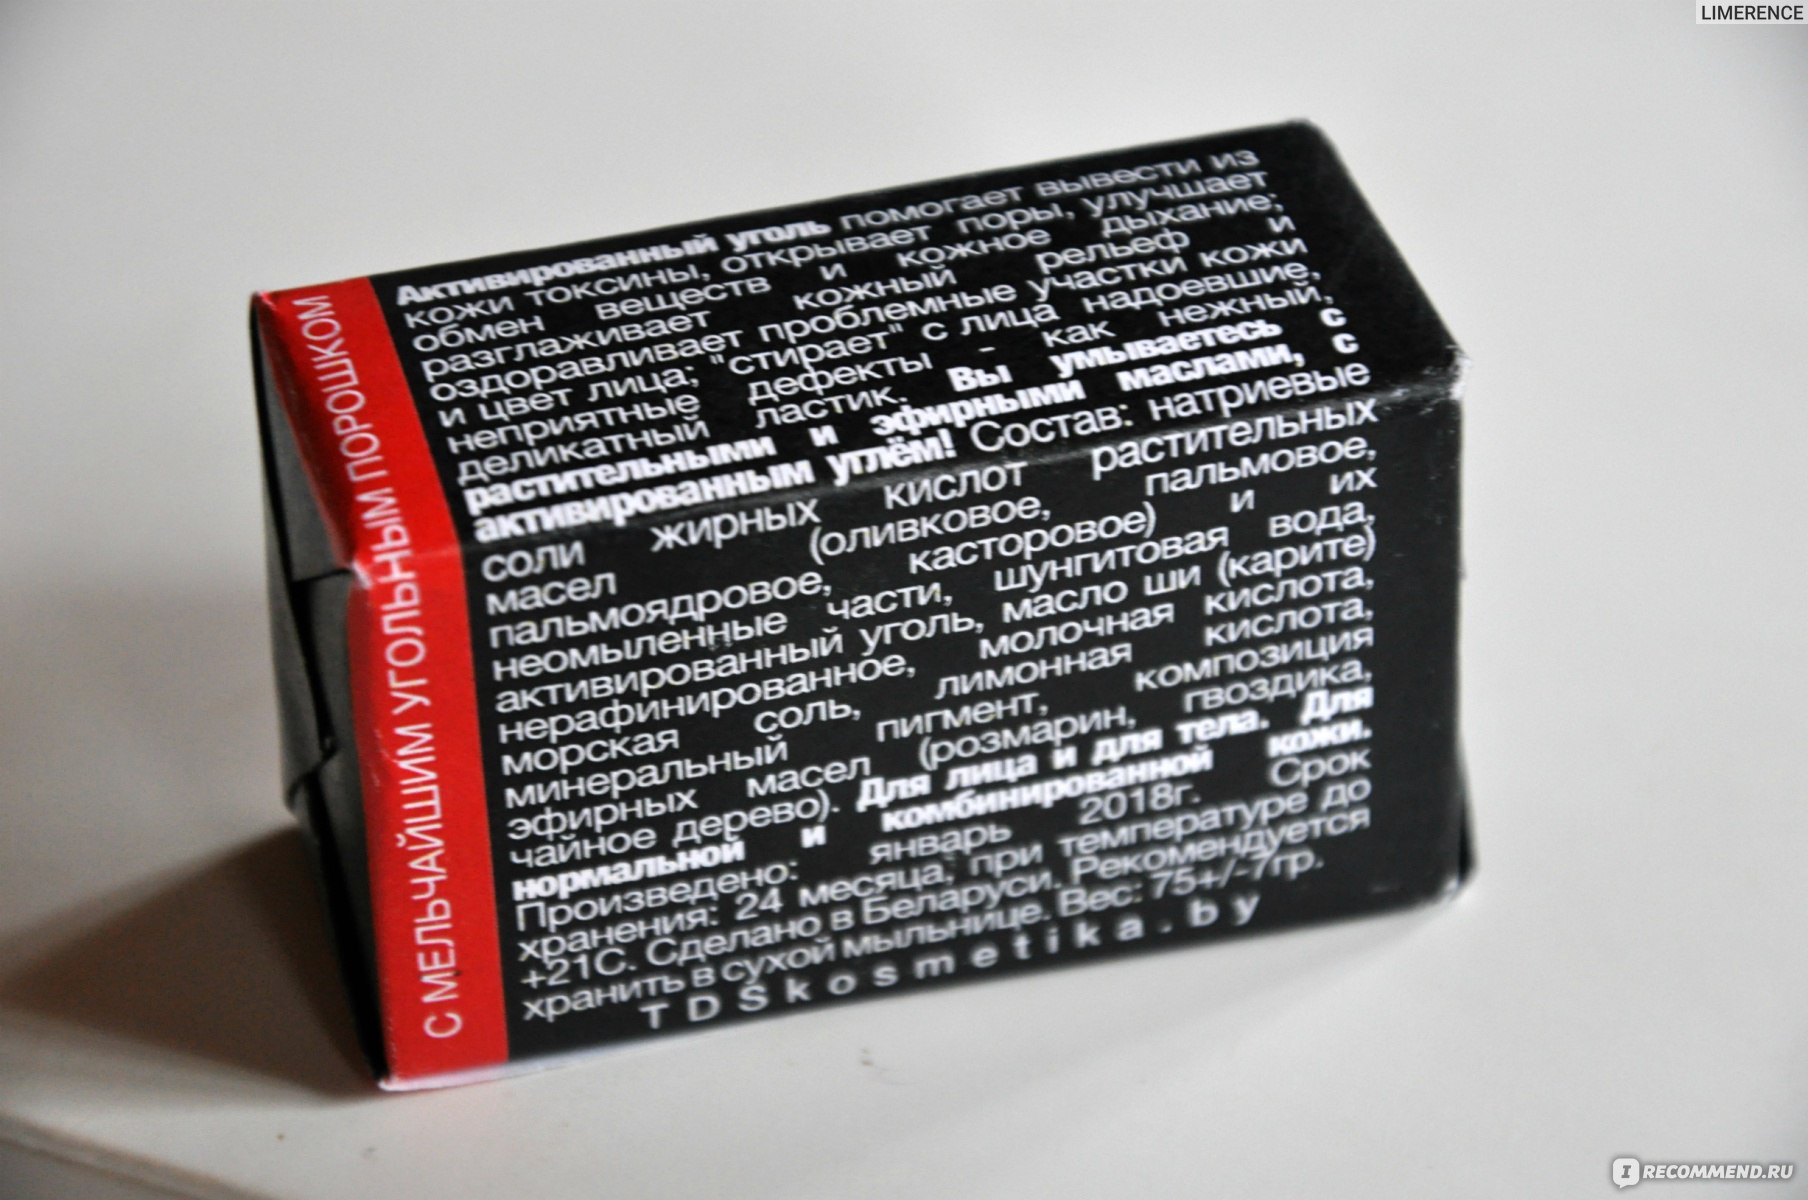 LIMERENCE
С МЕЛЬЧАЙШИМ УГОЛЬНЫМ ПОРОШКОМ
Активированный уголь помогает вывести из
кожи токсины, открывает поры, улучшает
обмен веществ и кожное дыхание;
разглаживает кожный рельеф и
оздоравливает проблемные участки кожи
и цвет лица; "стирает" с лица надоевшие,
неприятные дефекты - как нежный,
деликатный ластик. Вы умываетесь с
растительными и эфирными маслами, с
активированным углём! Состав: натриевые
соли жирных кислот растительных
масел (оливковое, пальмовое,
пальмоядровое, касторовое) и их
неомыленные части, шунгитовая вода,
активированный уголь, масло ши (карите)
нерафинированное, молочная кислота,
морская соль, лимонная кислота,
минеральный пигмент, композиция
эфирных масел (розмарин, гвоздика,
чайное дерево). Для лица и для тела. Для
нормальной и комбинированной кожи.
Произведено: январь 2018г. Срок
хранения: 24 месяца, при температуре до
+21С. Сделано в Беларуси. Рекомендуется
хранить в сухой мыльнице. Вес: 75+/-7гр.
TDSkosmetika.by
IRECOMMEND.RU